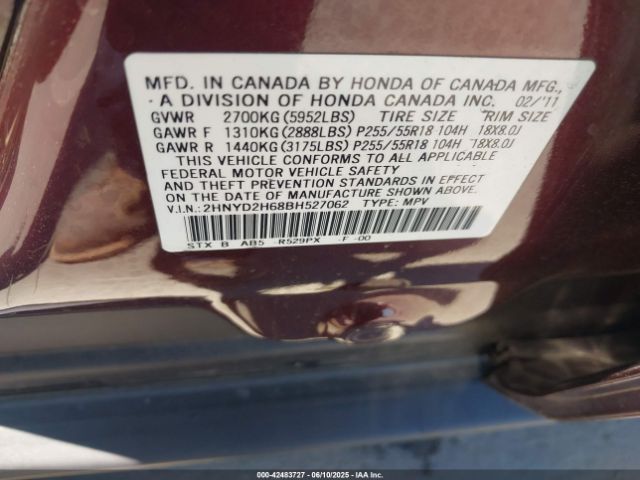 MFD. IN CANADA BY HONDA OF CANADA MFG.,
A DIVISION OF HONDA CANADA INC. 02/'11
GVWR 2700KG (5952LBS) TIRE SIZE RIM SIZE
GAWR F 1310KG (2888LBS) P255/55R18 104H 18X8.0J
GAWR R 1440KG (3175LBS) P255/55R18 104H 18X8.0J
THIS VEHICLE CONFORMS TO ALL APPLICABLE
FEDERAL MOTOR VEHICLE SAFETY
AND THEFT PREVENTION STANDARDS IN EFFECT
ON THE DATE OF MANUFACTURE SHOWN ABOVE.
V.I.N.: 2HNYD2H68BH527062 TYPE: MPV
STX B AB5 -R529PX -F -00
000-42483727 - 06/10/2025 - IAAI.com